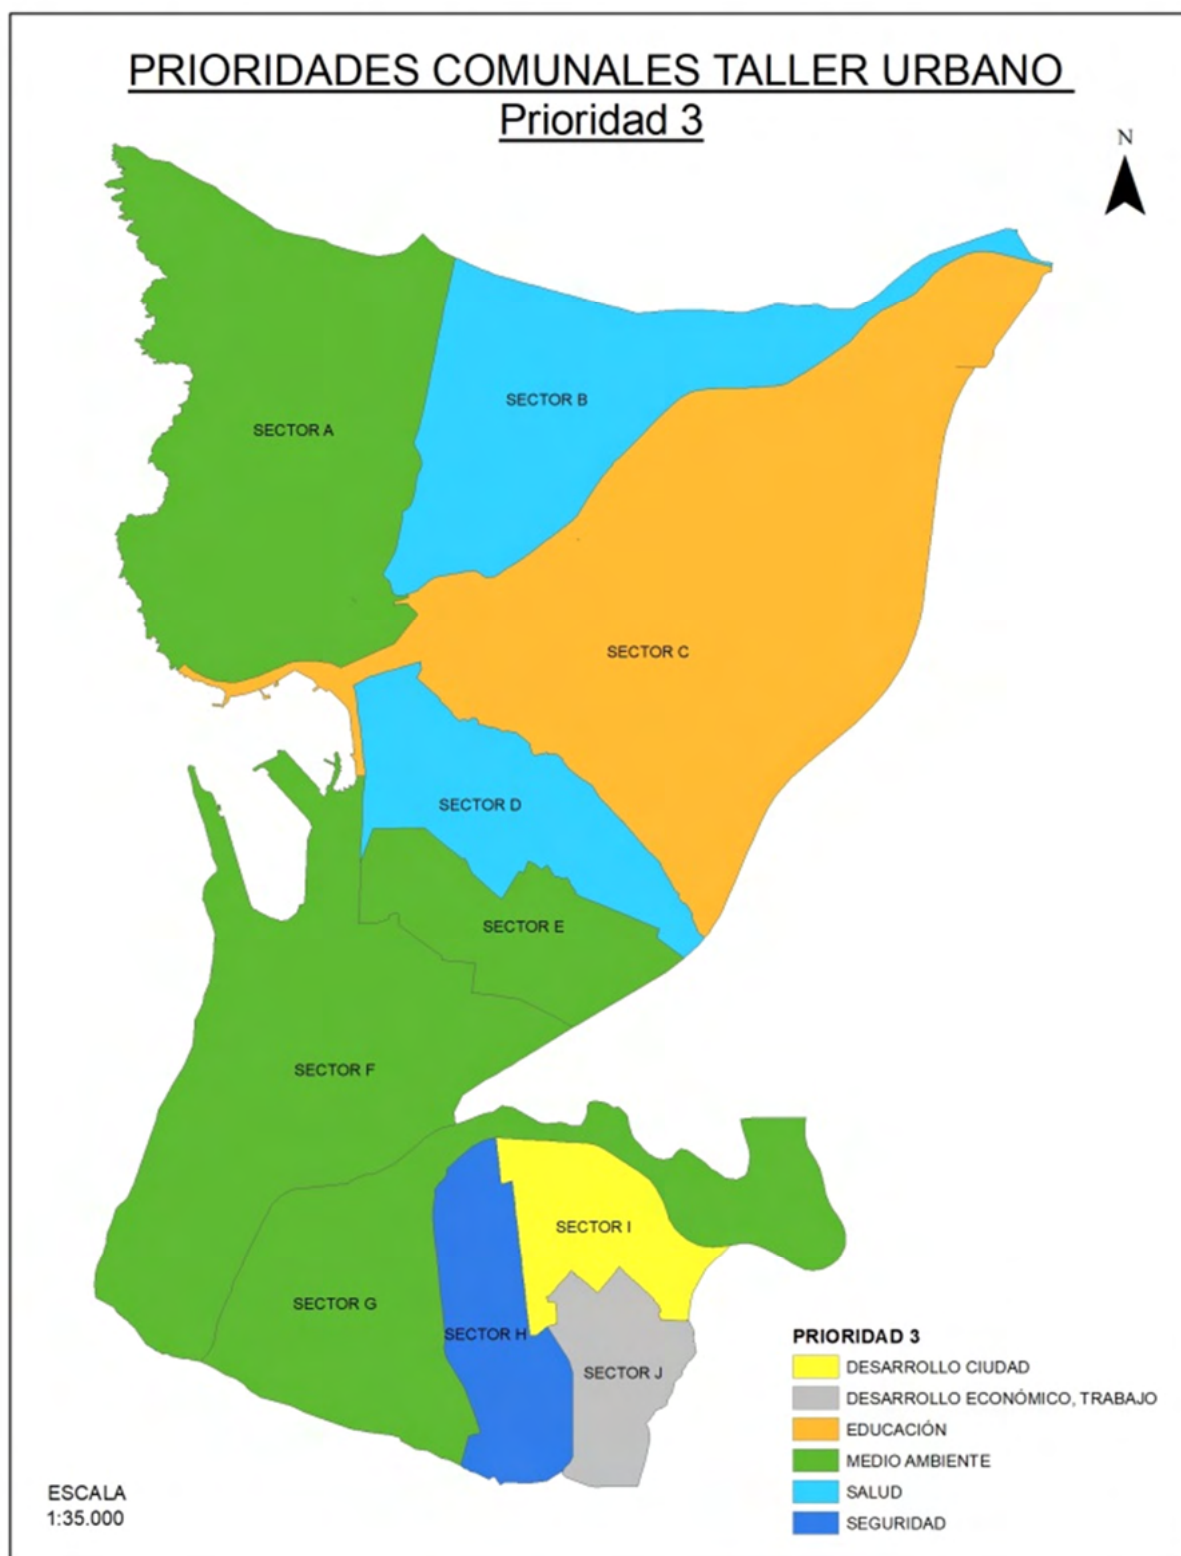 PRIORIDADES COMUNALES TALLER URBANO
Prioridad 3
N
SECTOR B
SECTOR A
SECTOR C
SECTOR D
SECTOR E
SECTOR F
SECTOR I
SECTOR G
SECTOR H
SECTOR J
PRIORIDAD 3
DESARROLLO CIUDAD
DESARROLLO ECONÓMICO, TRABAJO
EDUCACIÓN
MEDIO AMBIENTE
SALUD
SEGURIDAD
ESCALA
1:35.000